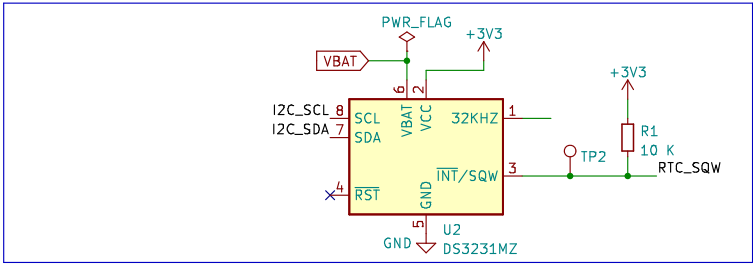 PWR_FLAG
+3V3
VBAT
+3V3
6
2
I2C_SCL 8 SCL VBAT VCC 32KHZ 1
I2C_SDA 7 SDA
R1
10 K
TP2
RTC_SQW
4 RST GND INT/SQW 3
5
GND
U2
DS3231MZ